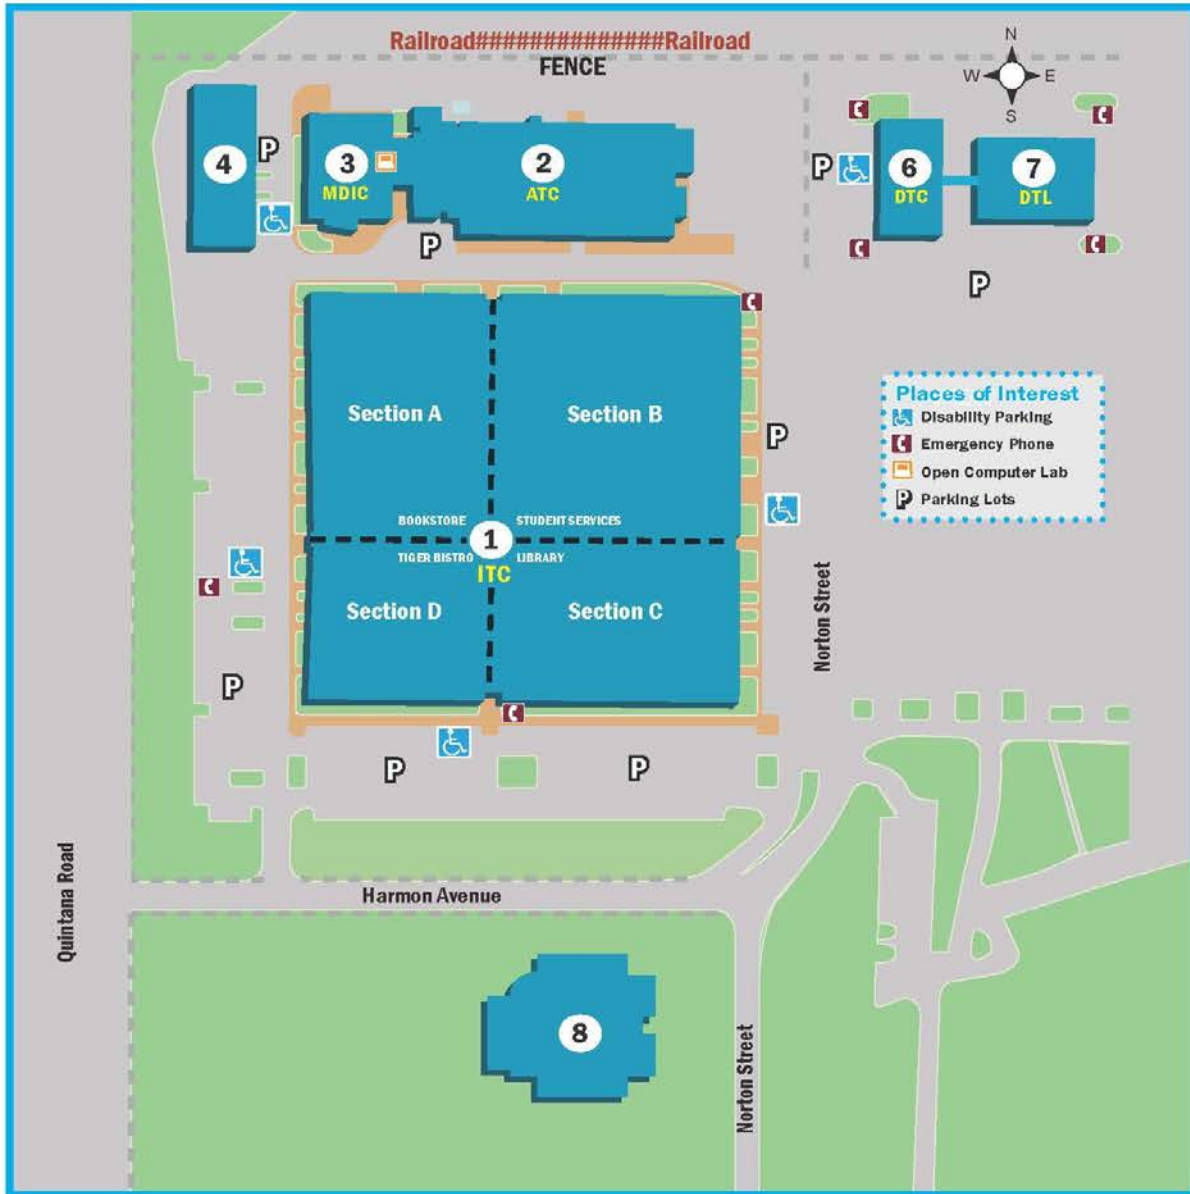 Railroad##############Railroad
FENCE
N
W E
S
4
P
3
MDIC
2
ATC
P
P
6
DTC
7
DTL
P
Section A
Section B
P
Places of Interest
Disability Parking
Emergency Phone
Open Computer Lab
P Parking Lots
BOOKSTORE
STUDENT SERVICES
1
TIGER BISTRO
LIBRARY
ITC
Section D
Section C
Norton Street
P
P
P
Quintana Road
Harmon Avenue
8
Norton Street